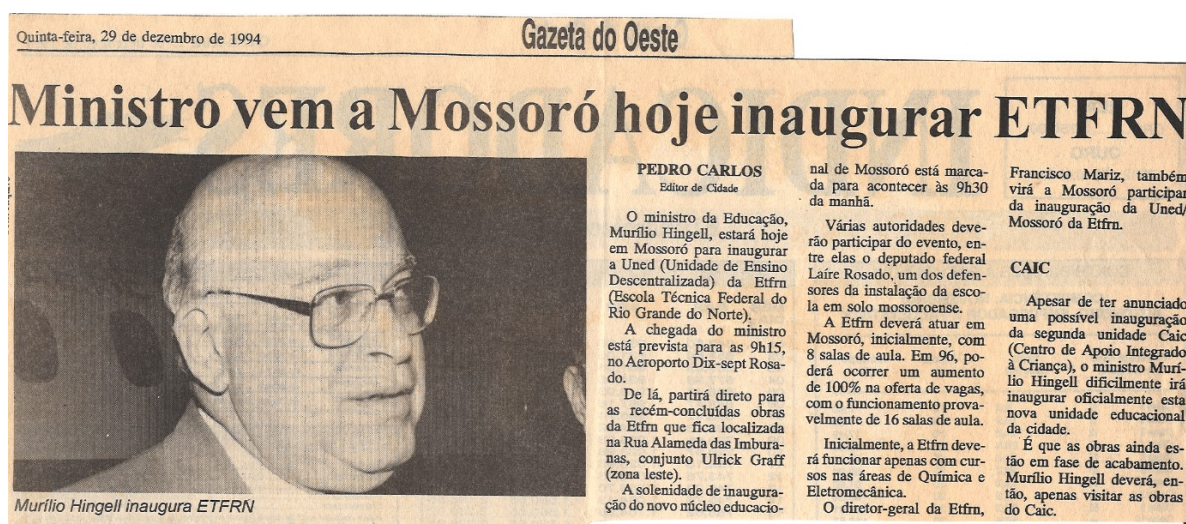 Quinta-feira, 29 de dezembro de 1994
Gazeta do Oeste
Ministro vem a Mossoró hoje inaugurar ETFRN
Murílio Hingell inaugura ETFRN
PEDRO CARLOS
Editor de Cidade
O ministro da Educação,
Murílio Hingell, estará hoje
em Mossoró para inaugurar
a Uned (Unidade de Ensino
Descentralizada) da Etfrn
(Escola Técnica Federal do
Rio Grande do Norte).
A chegada do ministro
está prevista para as 9h15,
no Aeroporto Dix-sept Rosa-
do.
De lá, partirá direto para
as recém-concluídas obras
da Etfrn que fica localizada
na Rua Alameda das Imbura-
nas, conjunto Ulrick Graff
(zona leste).
A solenidade de inaugura-
ção do novo núcleo educacio-
nal de Mossoró está marca-
da para acontecer às 9h30
da manhã.
Várias autoridades deve-
rão participar do evento, en-
tre elas o deputado federal
Laíre Rosado, um dos defen-
sores da instalação da esco-
la em solo mossoroense.
A Etfrn deverá atuar em
Mossoró, inicialmente, com
8 salas de aula. Em 96, po-
derá ocorrer um aumento
de 100% na oferta de vagas,
com o funcionamento prova-
velmente de 16 salas de aula.
Inicialmente, a Etfrn deve-
rá funcionar apenas com cur-
sos nas áreas de Química e
Eletromecânica.
O diretor-geral da Etfrn,
Francisco Mariz, também
virá a Mossoró participar
da inauguração da Uned/
Mossoró da Etfrn.
CAIC
Apesar de ter anunciado
uma possível inauguração
da segunda unidade Caic
(Centro de Apoio Integrado
à Criança), o ministro Murí-
lio Hingell dificilmente irá
inaugurar oficialmente esta
nova unidade educacional
da cidade.
É que as obras ainda es-
tão em fase de acabamento.
Murílio Hingell deverá, en-
tão, apenas visitar as obras
do Caic.